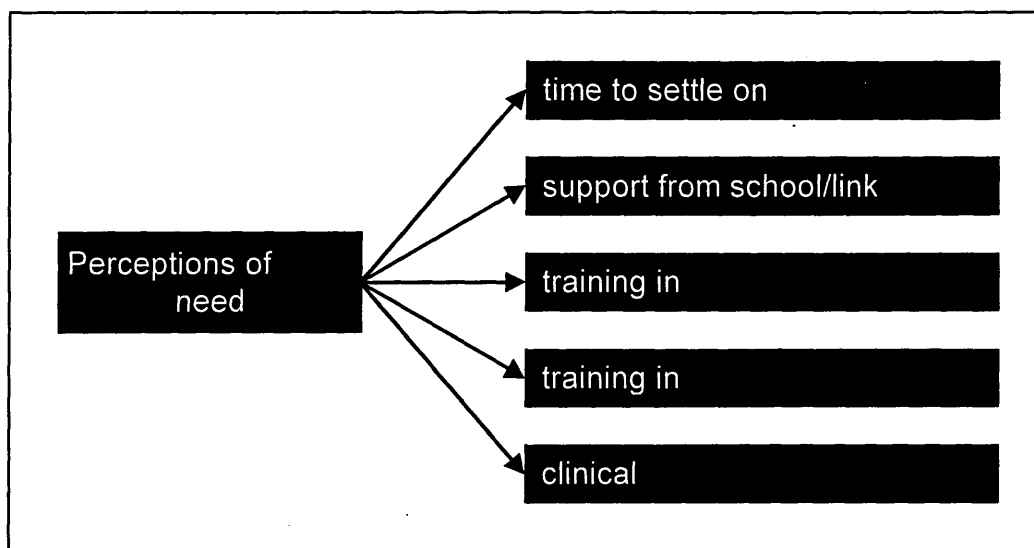 time to settle on
support from school/link
Perceptions of
need
training in
training in
clinical